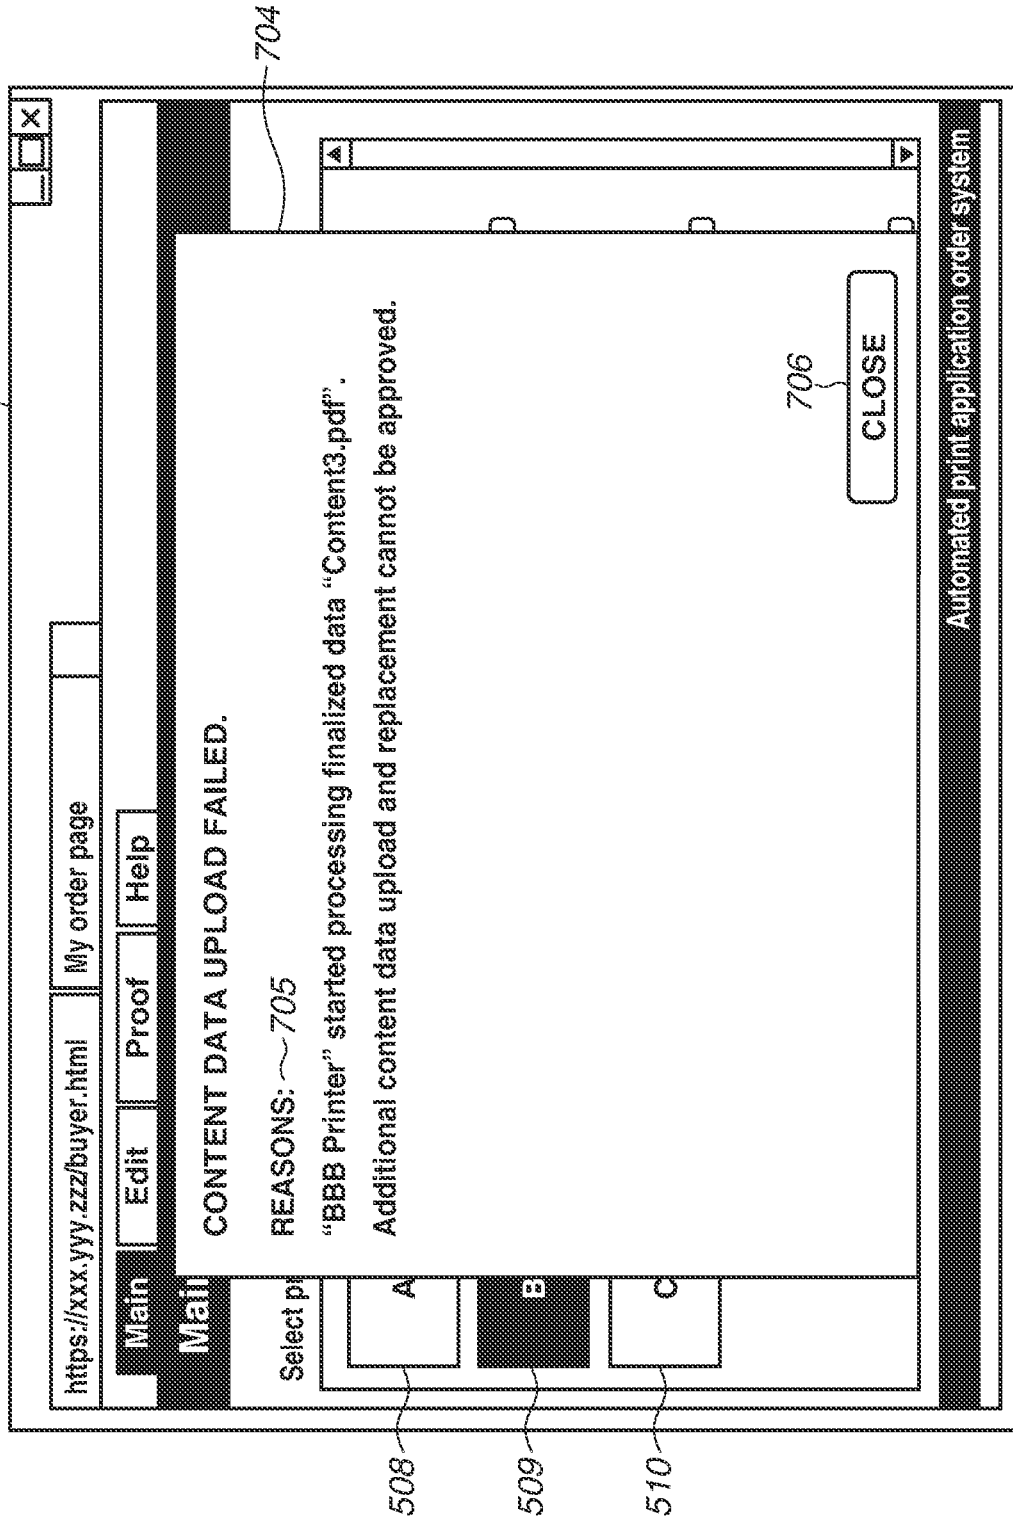 https://xxx.yyy.zzz/buyer.html My order page
Main Edit Proof Help
704
Select
CONTENT DATA UPLOAD FAILED.
REASONS: 705
“BBB Printer” started processing finalized data “Content3.pdf”.
Additional content data upload and replacement cannot be approved.
508 A
509 B
510 C
706
CLOSE
Automated print application order system